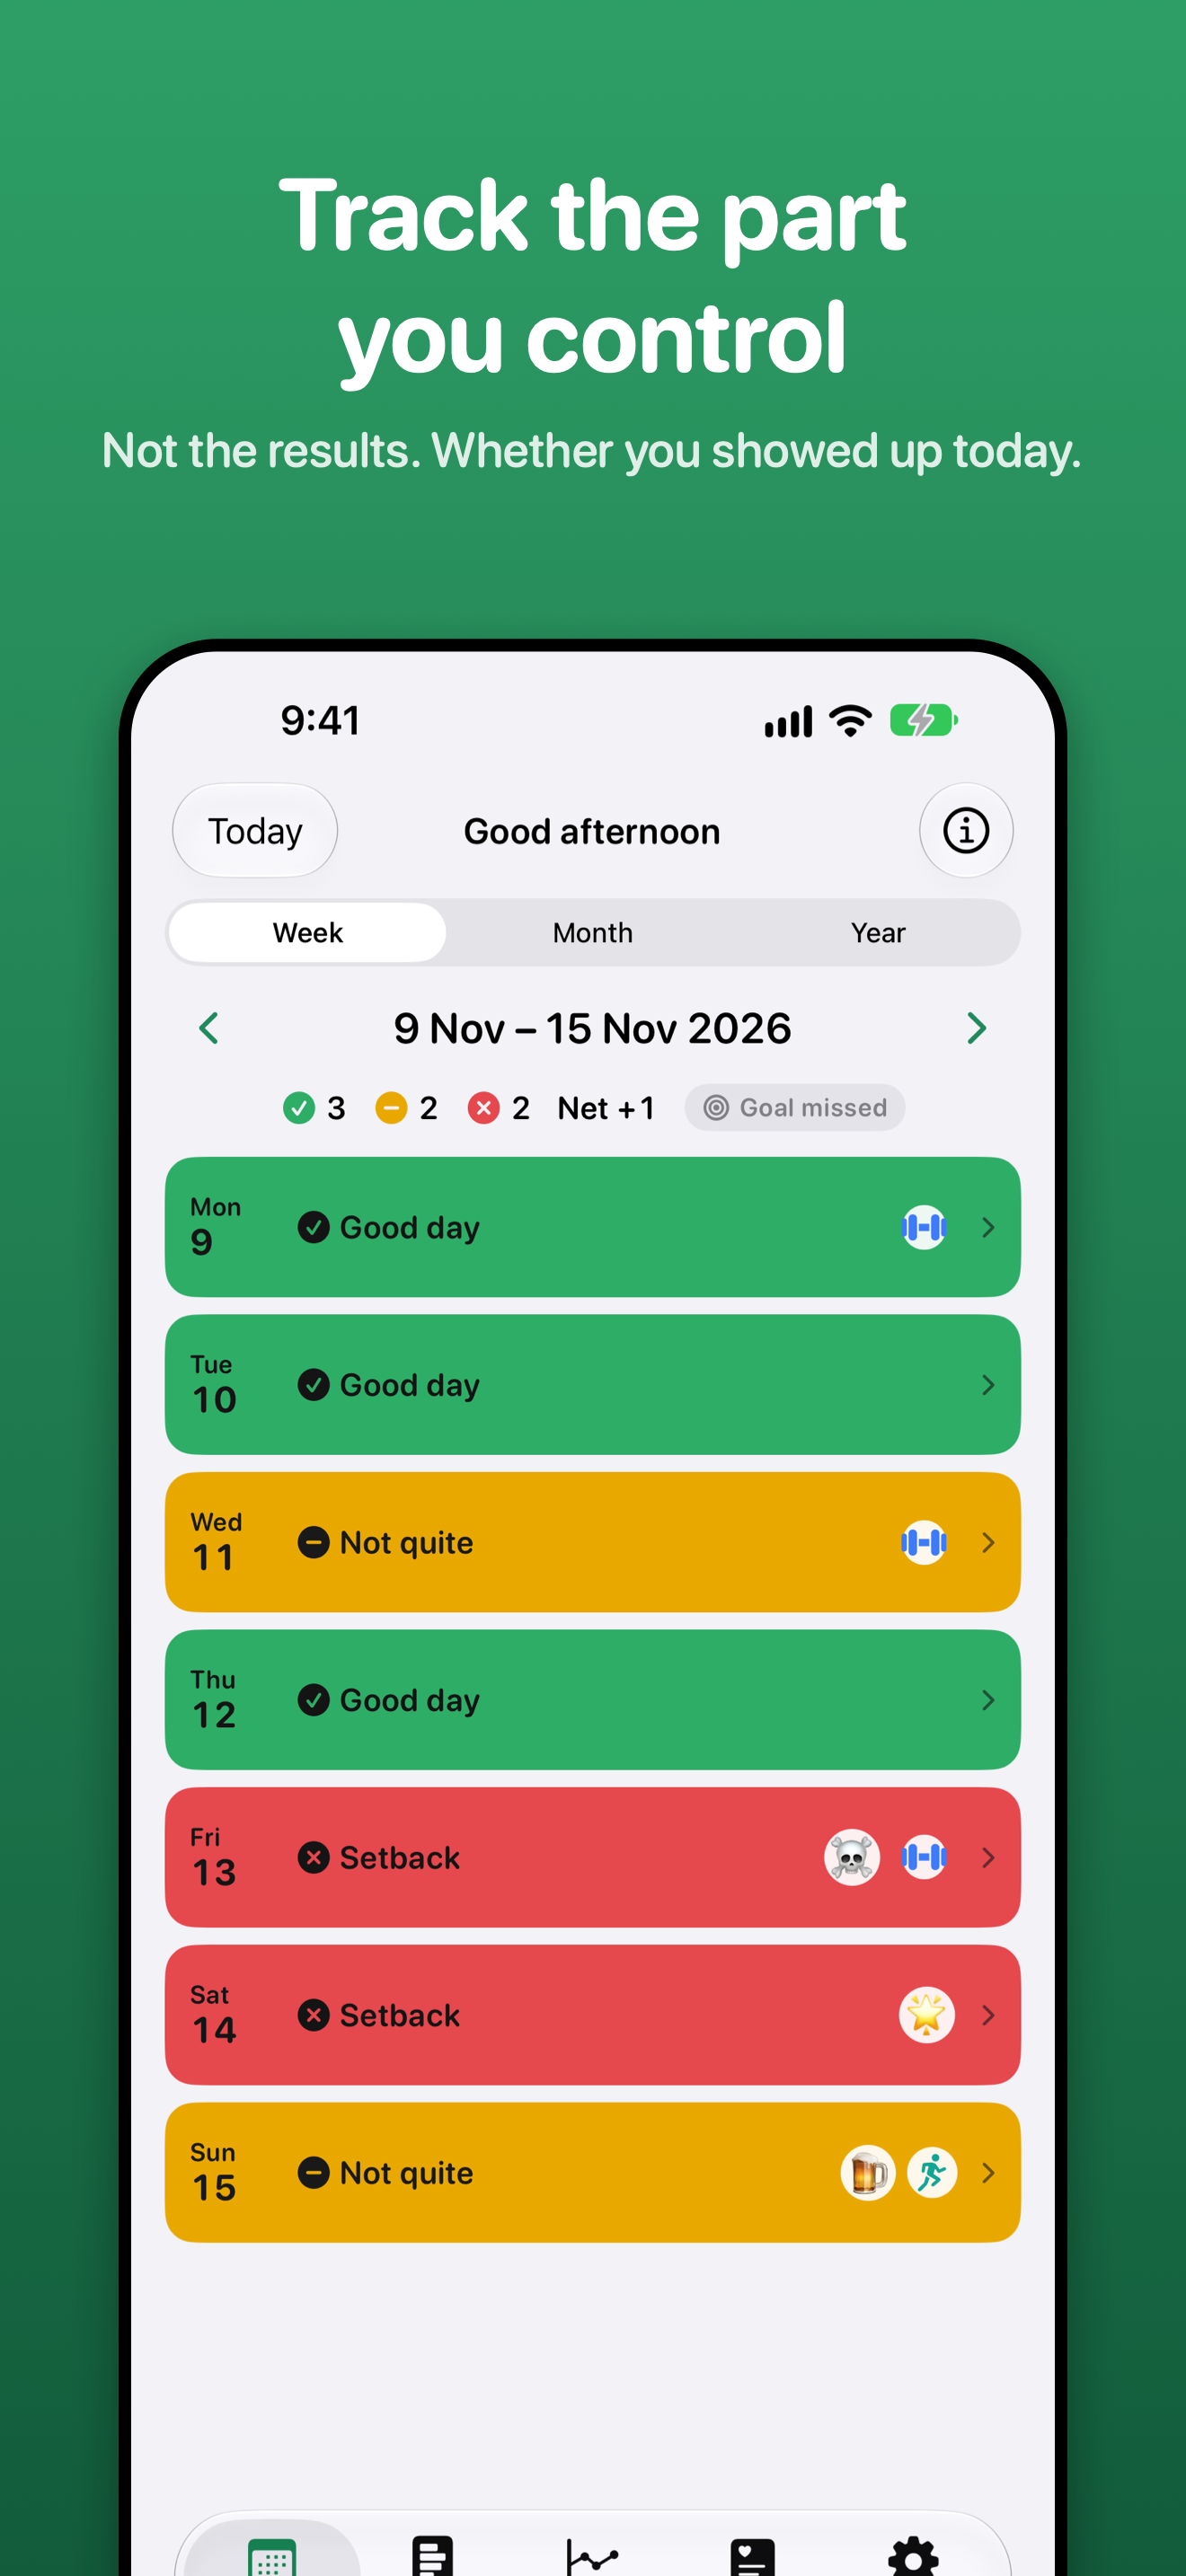 Track the part
you control
Not the results. Whether you showed up today.
9:41
Today
Good afternoon
Week Month Year
9 Nov – 15 Nov 2026
3 2 2 Net +1 Goal missed
Mon
9
Good day
Tue
10
Good day
Wed
11
Not quite
Thu
12
Good day
Fri
13
Setback
Sat
14
Setback
Sun
15
Not quite